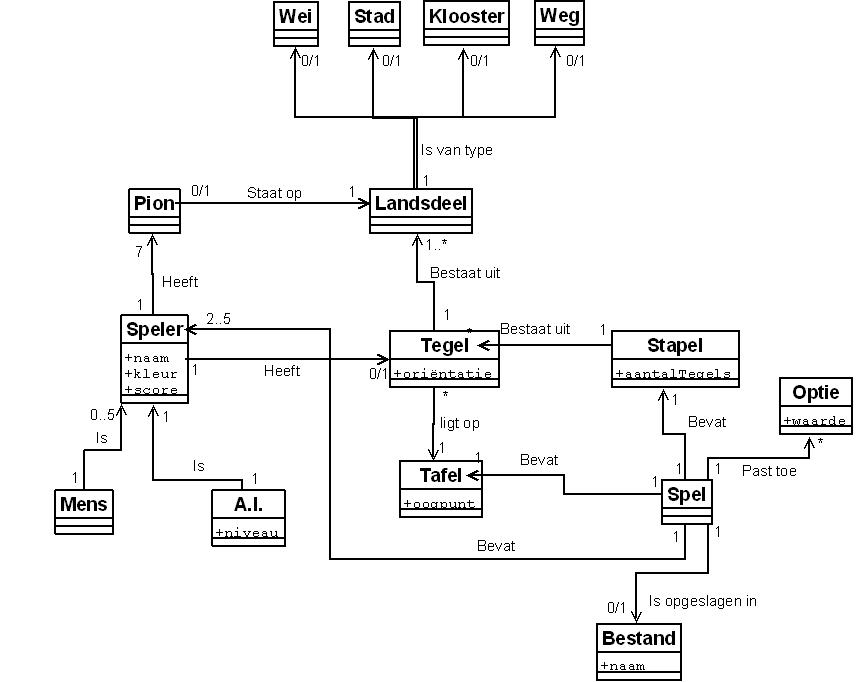 Wei Stad Klooster Weg
0/1 0/1 0/1 0/1
Is van type
1
Pion 0/1 Staat op 1 Landsdeel
7 1..*
Heeft Bestaat uit
1 1
Speler 2..5 Tegel * Bestaat uit 1 Stapel
+naam 1 Heeft 0/1 +oriëntatie +aantalTegels
+kleur
+score
Optie
+waarde
0..5 1 * 1
ligt op Bevat *
Is Is 1 1 Bevat 1 1 Past toe
1 1 Tafel 1 Spel
Mens A.I. +oogpunt
+niveau
Bevat 1 1
0/1 Is opgeslagen in
Bestand
+naam